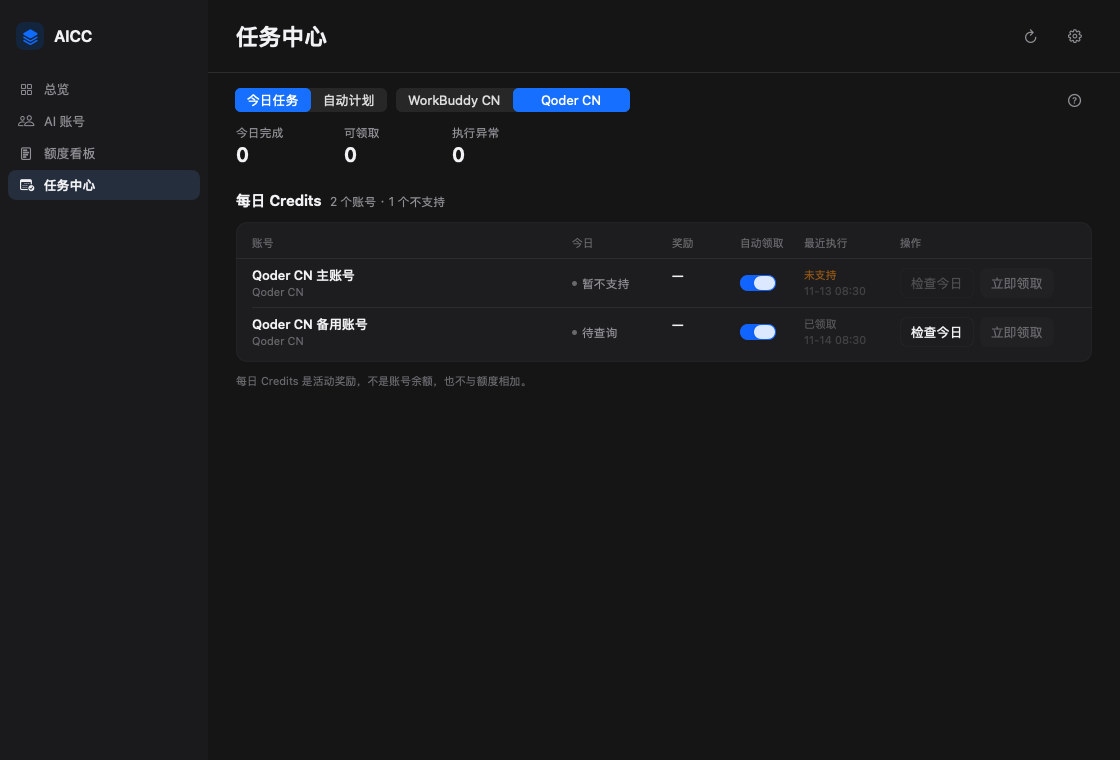 AICC
总览
AI 账号
额度看板
任务中心
任务中心
今日任务 自动计划 WorkBuddy CN Qoder CN
今日完成 可领取 执行异常
0 0 0
每日 Credits 2 个账号 · 1 个不支持
账号 今日 奖励 自动领取 最近执行 操作
Qoder CN 主账号
Qoder CN
暂不支持 — 未支持
11-13 08:30
检查今日 立即领取
Qoder CN 备用账号
Qoder CN
待查询 — 已领取
11-14 08:30
检查今日 立即领取
每日 Credits 是活动奖励，不是账号余额，也不与额度相加。